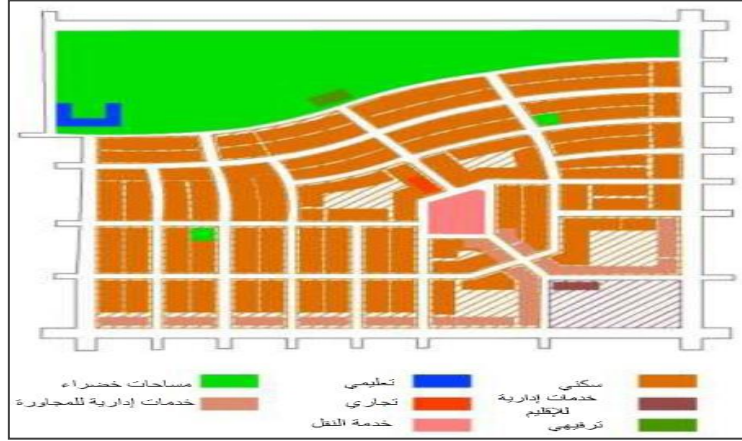 سكني
تعليمي
مساحات خضراء
خدمات إدارية للإقليم
تجاري
خدمات إدارية للمجاورة
ترفيهي
خدمة النقل